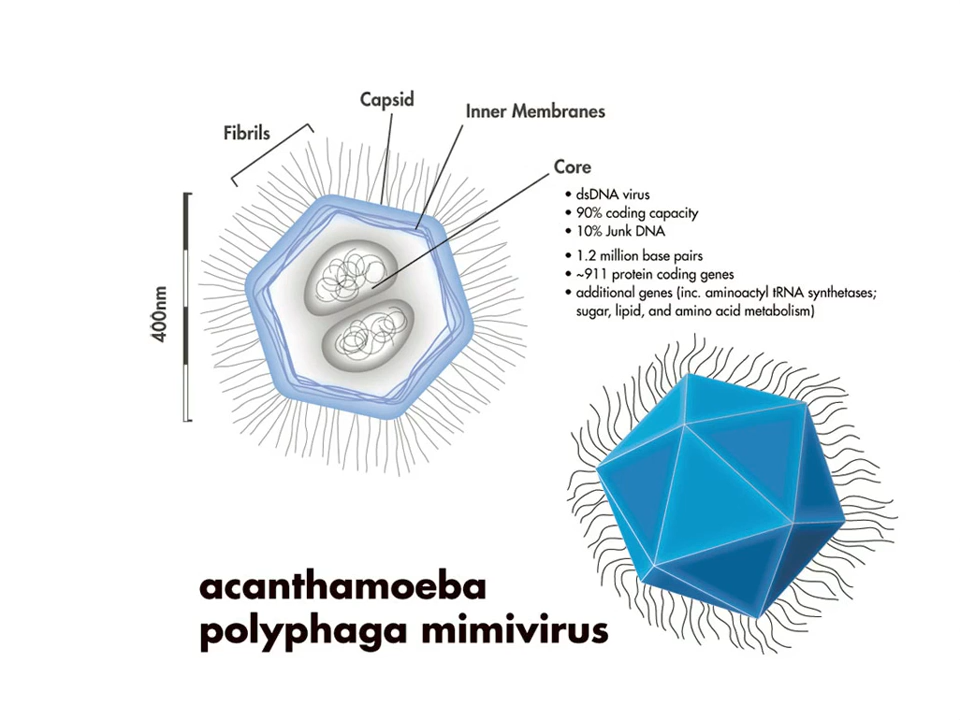 Capsid
Inner Membranes
Fibrils
Core
• dsDNA virus
• 90% coding capacity
• 10% Junk DNA
• 1.2 million base pairs
• ~911 protein coding genes
• additional genes (inc. aminoactyl tRNA synthetases;
sugar, lipid, and amino acid metabolism)
400nm
acanthamoeba
polyphaga mimivirus